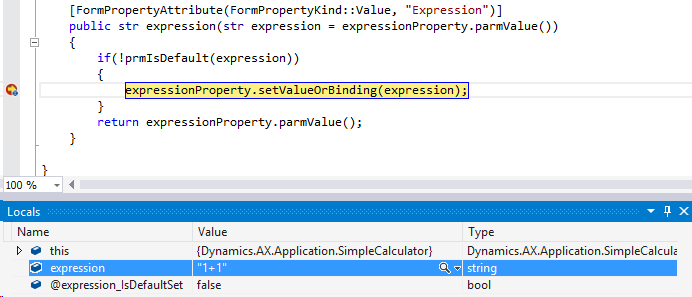 [FormPropertyAttribute(FormPropertyKind::Value, "Expression")]
public str expression(str expression = expressionProperty.parmValue())
{
if(!prmIsDefault(expression))
{
expressionProperty.setValueOrBinding(expression);
}
return expressionProperty.parmValue();
}
}
100 %
Locals
Name Value Type
this {Dynamics.AX.Application.SimpleCalculator} Dynamics.AX.Application.SimpleCalcula
expression "1+1" string
@expression_IsDefaultSet false bool